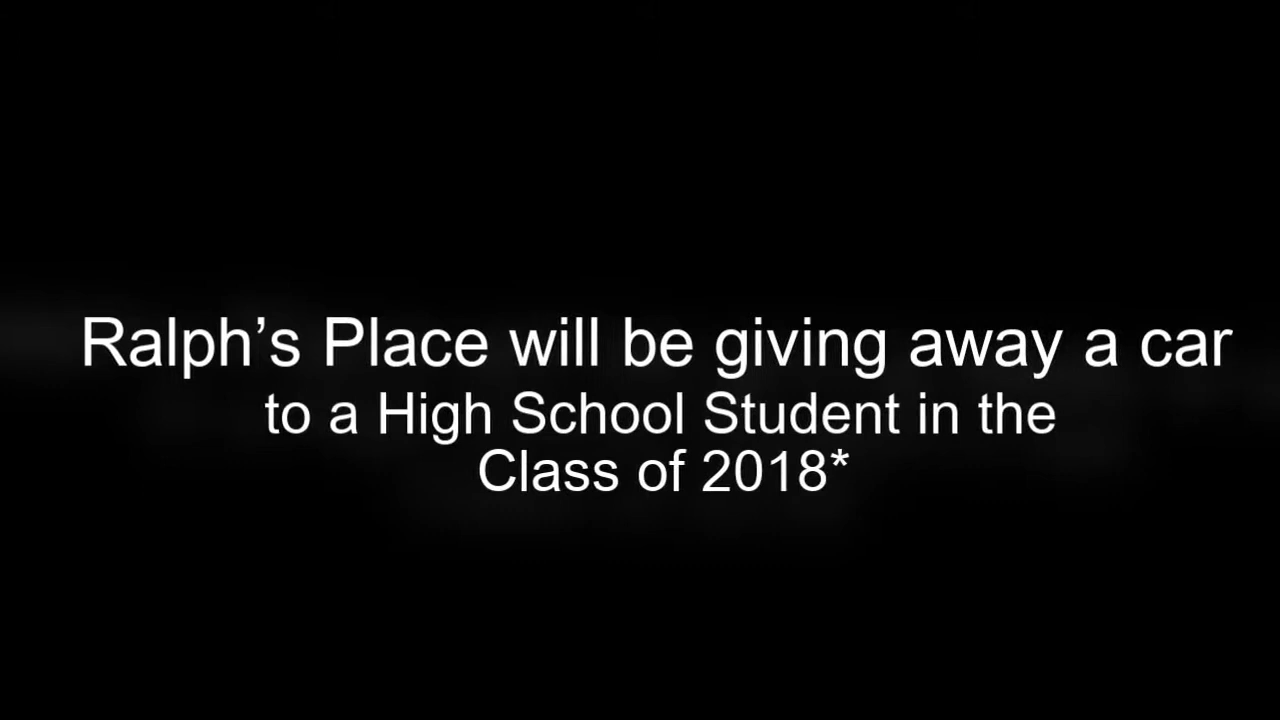 Ralph’s Place will be giving away a car
to a High School Student in the
Class of 2018*